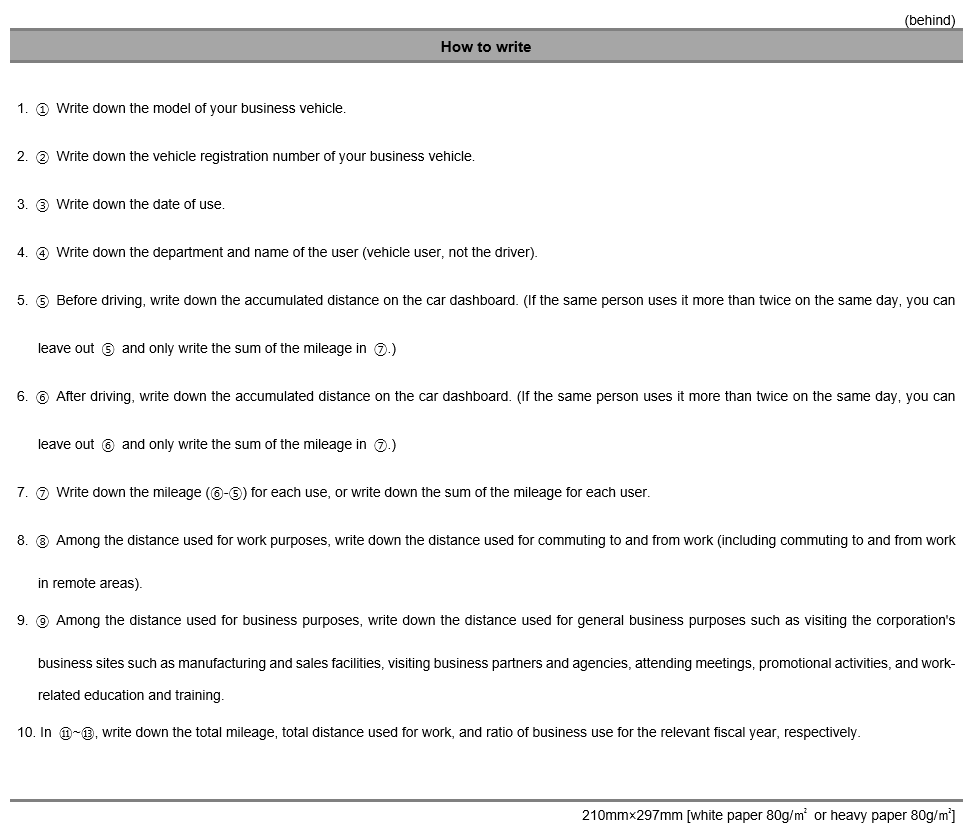 (behind)
How to write
1. ① Write down the model of your business vehicle.
2. ② Write down the vehicle registration number of your business vehicle.
3. ③ Write down the date of use.
4. ④ Write down the department and name of the user (vehicle user, not the driver).
5. ⑤ Before driving, write down the accumulated distance on the car dashboard. (If the same person uses it more than twice on the same day, you can
leave out ⑤ and only write the sum of the mileage in ⑦.)
6. ⑥ After driving, write down the accumulated distance on the car dashboard. (If the same person uses it more than twice on the same day, you can
leave out ⑥ and only write the sum of the mileage in ⑦.)
7. ⑦ Write down the mileage (⑥-⑤) for each use, or write down the sum of the mileage for each user.
8. ⑧ Among the distance used for work purposes, write down the distance used for commuting to and from work (including commuting to and from work
in remote areas).
9. ⑨ Among the distance used for business purposes, write down the distance used for general business purposes such as visiting the corporation's
business sites such as manufacturing and sales facilities, visiting business partners and agencies, attending meetings, promotional activities, and work-
related education and training.
10. In ⑪~⑬, write down the total mileage, total distance used for work, and ratio of business use for the relevant fiscal year, respectively.
210mm×297mm [white paper 80g/㎡ or heavy paper 80g/㎡]